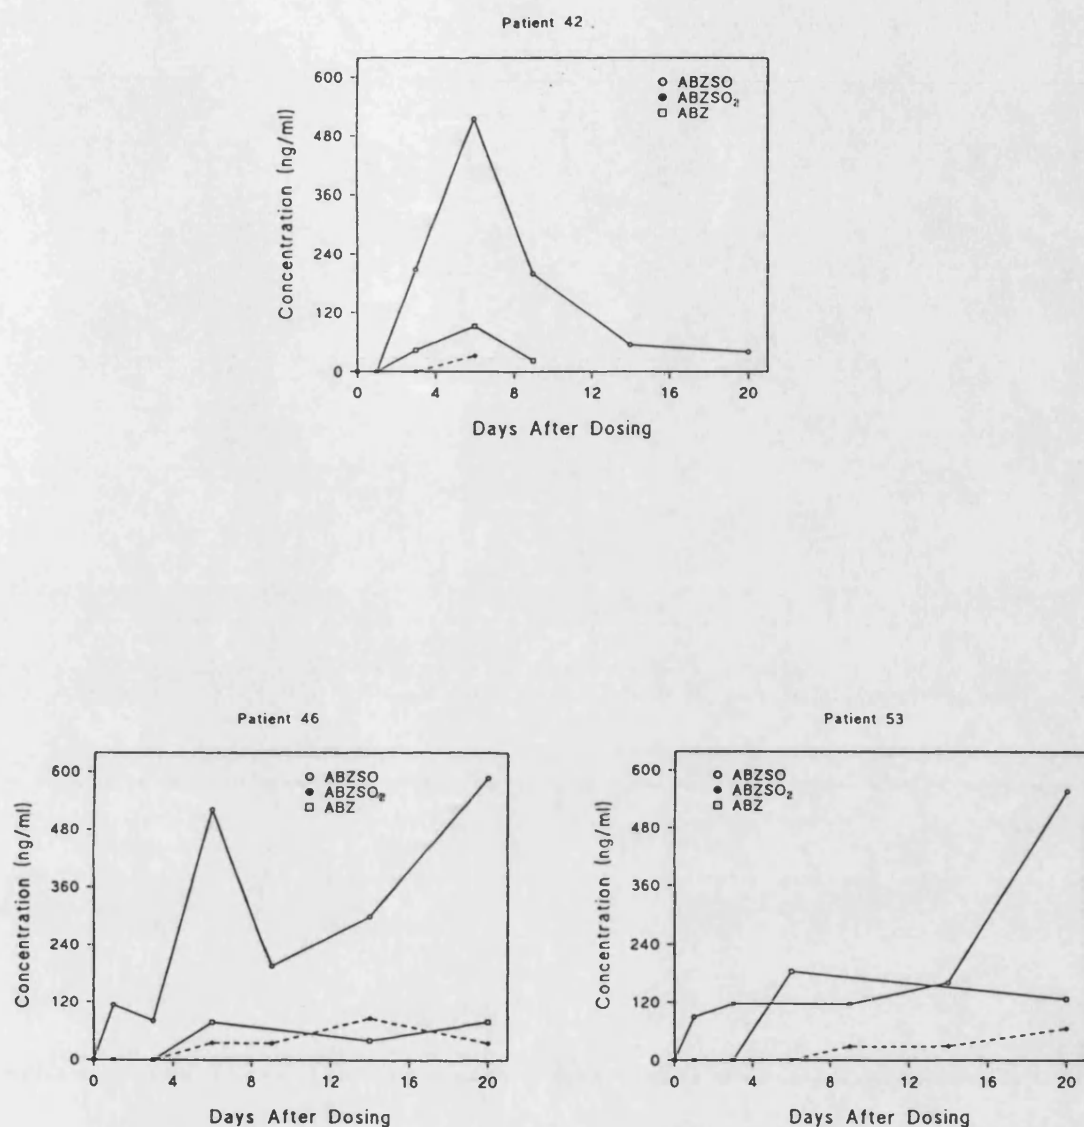 Patient 42
Concentration (ng/ml)
600
480
360
240
120
0
ABZSO
ABZSO₂
ABZ
0 4 8 12 16 20
Days After Dosing
Patient 46
Concentration (ng/ml)
600
480
360
240
120
0
ABZSO
ABZSO₂
ABZ
0 4 8 12 16 20
Days After Dosing
Patient 53
Concentration (ng/ml)
600
480
360
240
120
0
ABZSO
ABZSO₂
ABZ
0 4 8 12 16 20
Days After Dosing